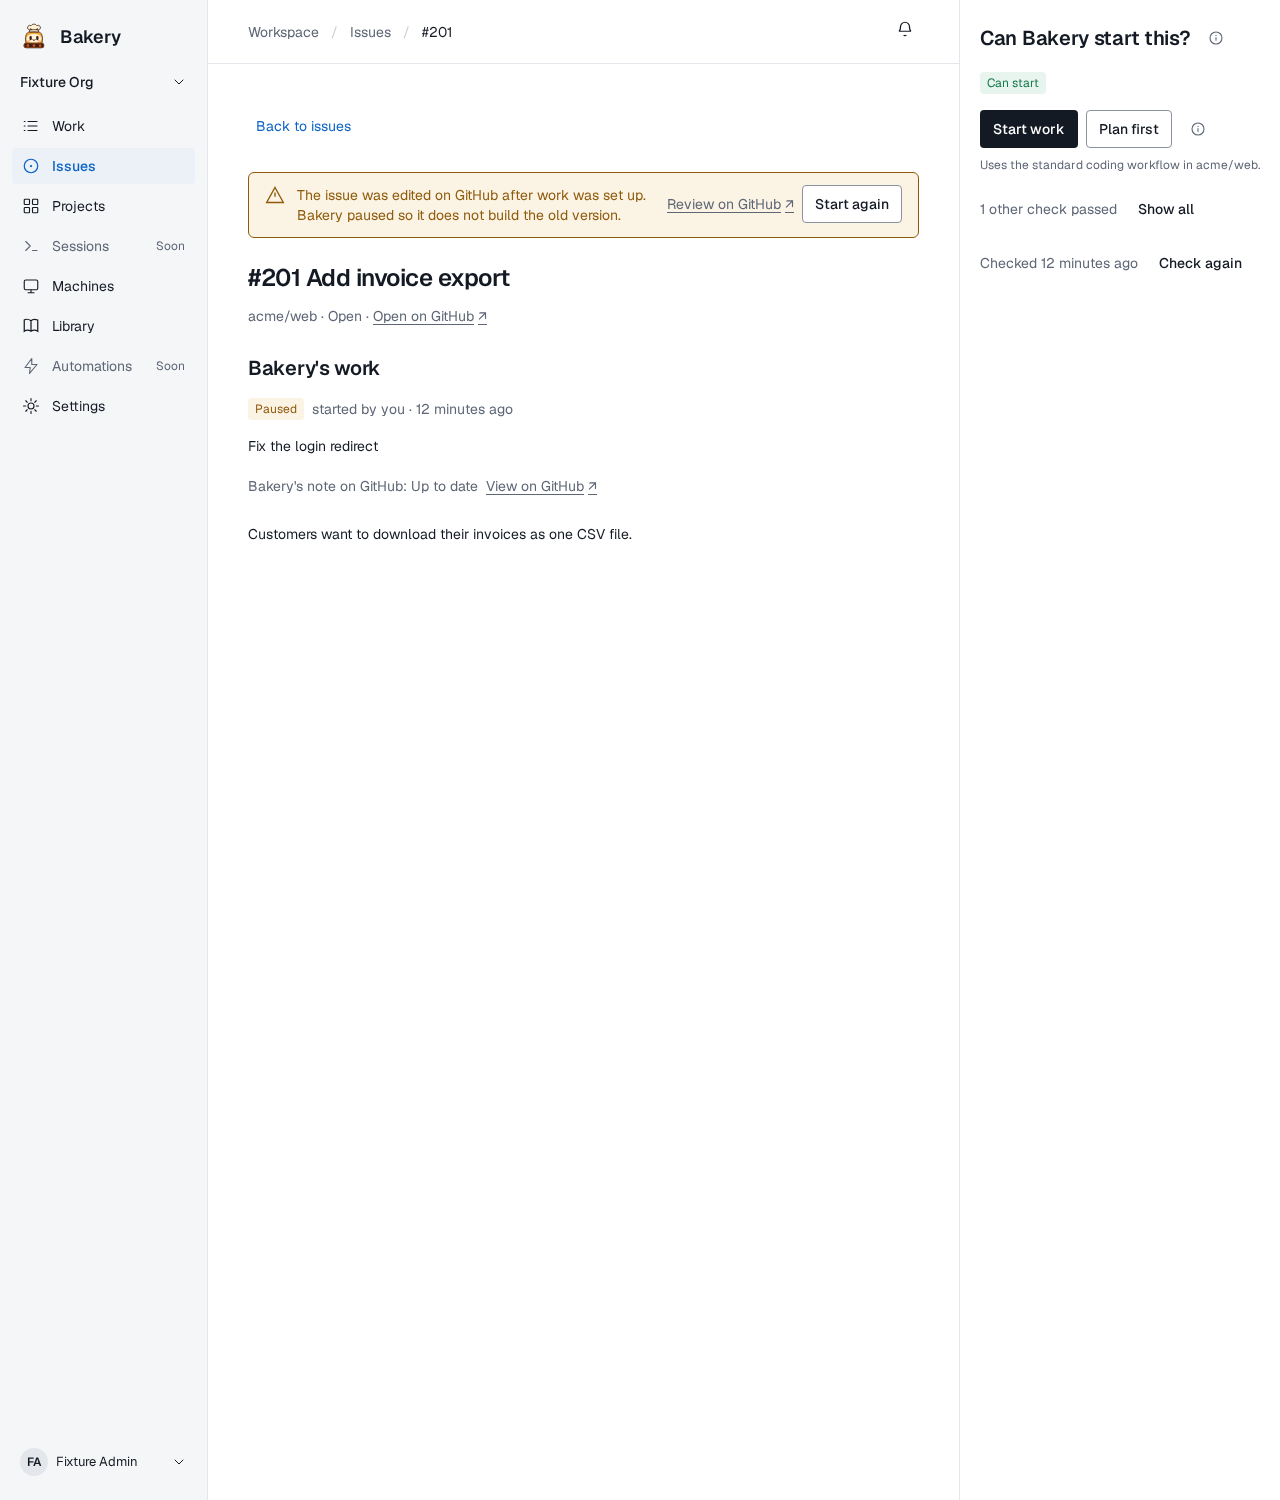 Bakery
Fixture Org
Work
Issues
Projects
Sessions Soon
Machines
Library
Automations Soon
Settings
FA Fixture Admin
Workspace / Issues / #201
Back to issues
The issue was edited on GitHub after work was set up.
Bakery paused so it does not build the old version.
Review on GitHub ↗
Start again
#201 Add invoice export
acme/web · Open · Open on GitHub ↗
Bakery's work
Paused started by you · 12 minutes ago
Fix the login redirect
Bakery's note on GitHub: Up to date View on GitHub ↗
Customers want to download their invoices as one CSV file.
Can Bakery start this?
Can start
Start work Plan first
Uses the standard coding workflow in acme/web.
1 other check passed Show all
Checked 12 minutes ago Check again